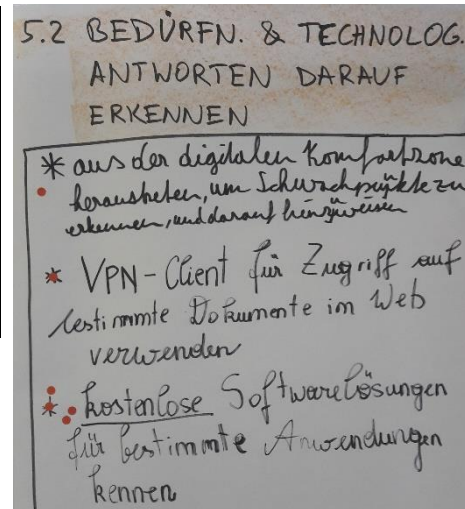 5.2 BEDÜRFN. & TECHNOLOG.
ANTWORTEN DARAUF
ERKENNEN
* aus der digitalen Komfortzone
heraustreten, um Schwachpunkte zu
erkennen, und darauf hinzuweisen
* VPN-Client für Zugriff auf
bestimmte Dokumente im Web
verwenden
* kostenlose Softwarelösungen
für bestimmte Anwendungen
kennen